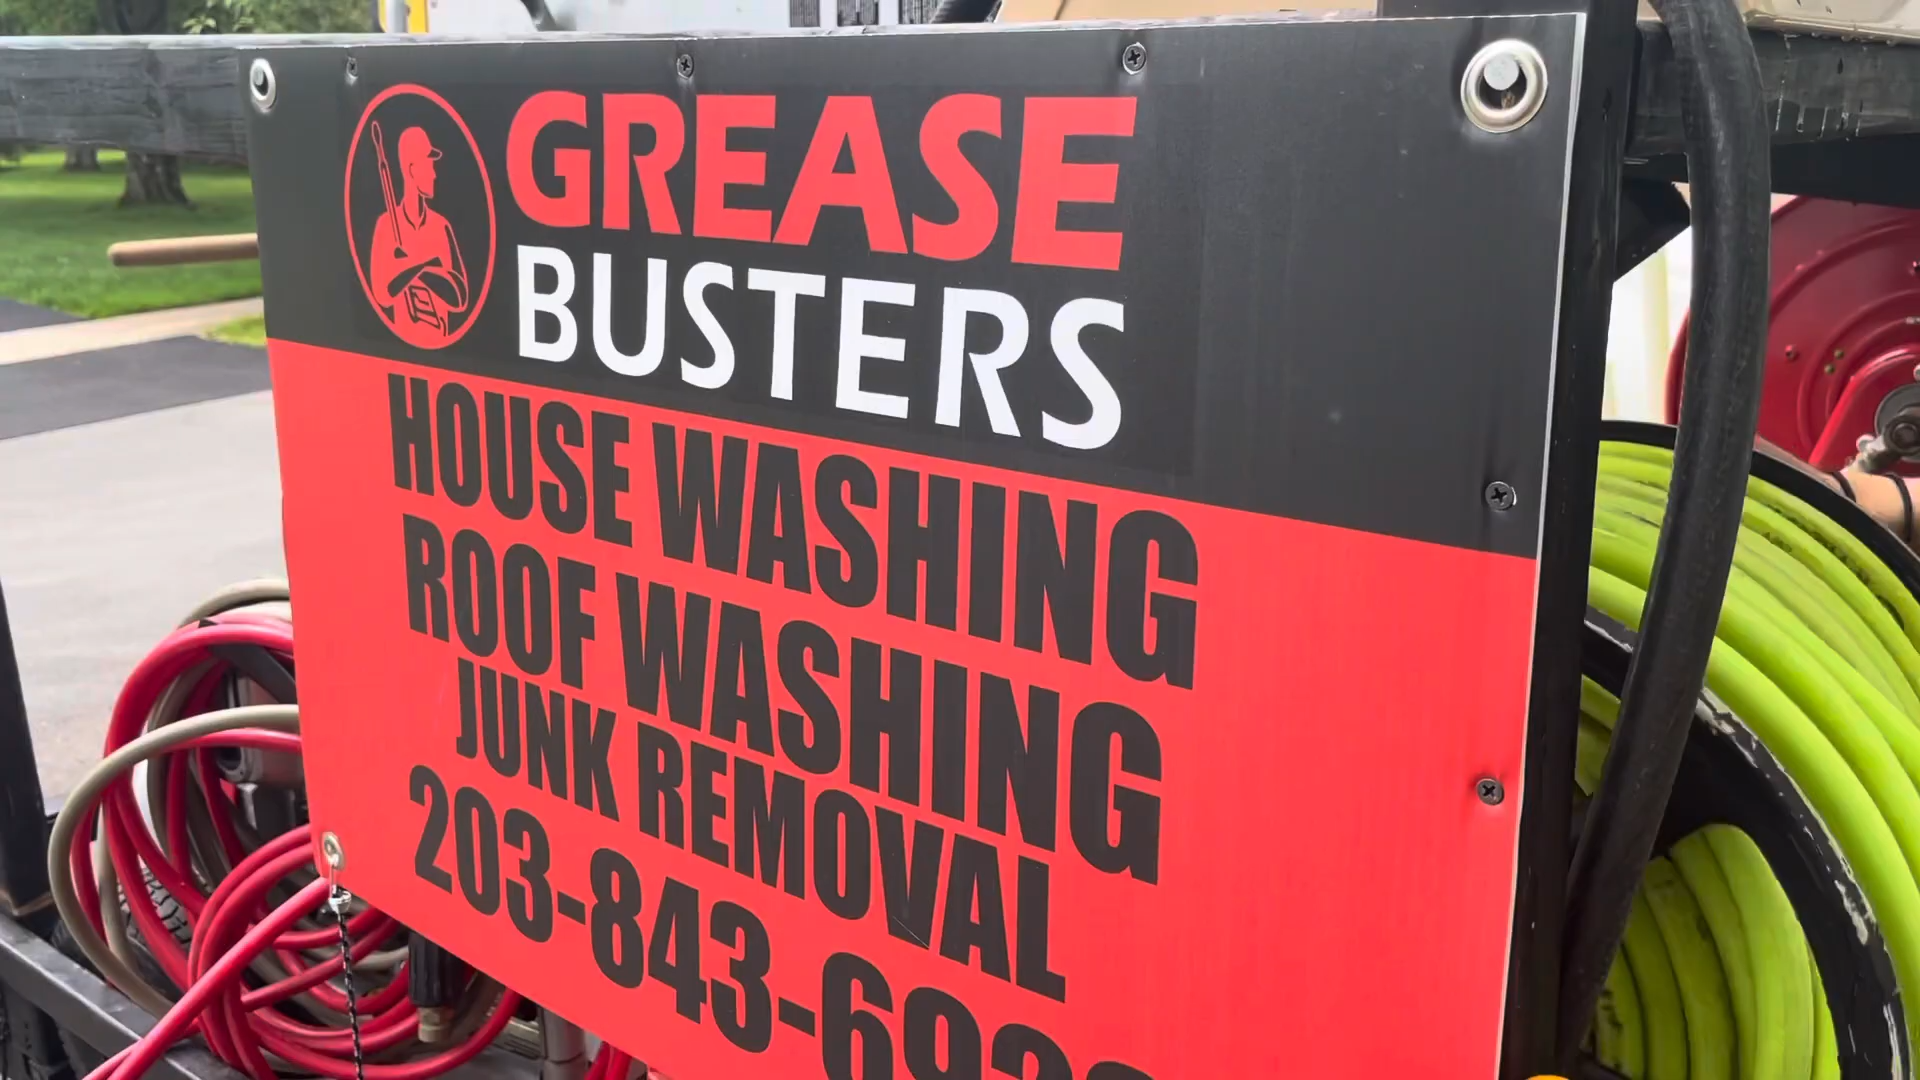 GREASE
BUSTERS
HOUSE WASHING
ROOF WASHING
JUNK REMOVAL